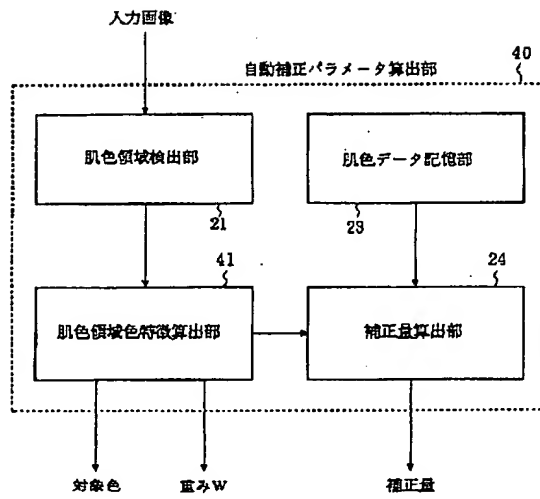 入力画像
自動補正パラメータ算出部
40
肌色領域検出部
21
肌色データ記憶部
23
41
肌色領域色特徴算出部
24
補正量算出部
対象色
重みW
補正量